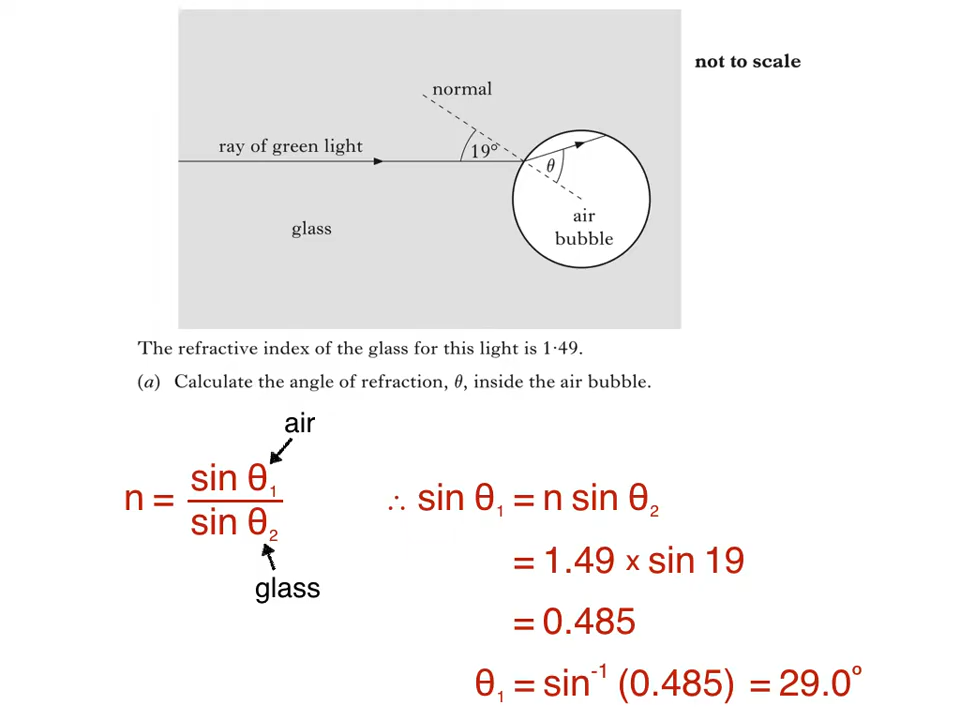 not to scale
normal
ray of green light
19°
θ
glass
air
bubble
The refractive index of the glass for this light is 1·49.
(a) Calculate the angle of refraction, θ, inside the air bubble.
air
n = sin θ₁ / sin θ₂
glass
∴ sin θ₁ = n sin θ₂
= 1.49 x sin 19
= 0.485
θ₁ = sin⁻¹ (0.485) = 29.0°